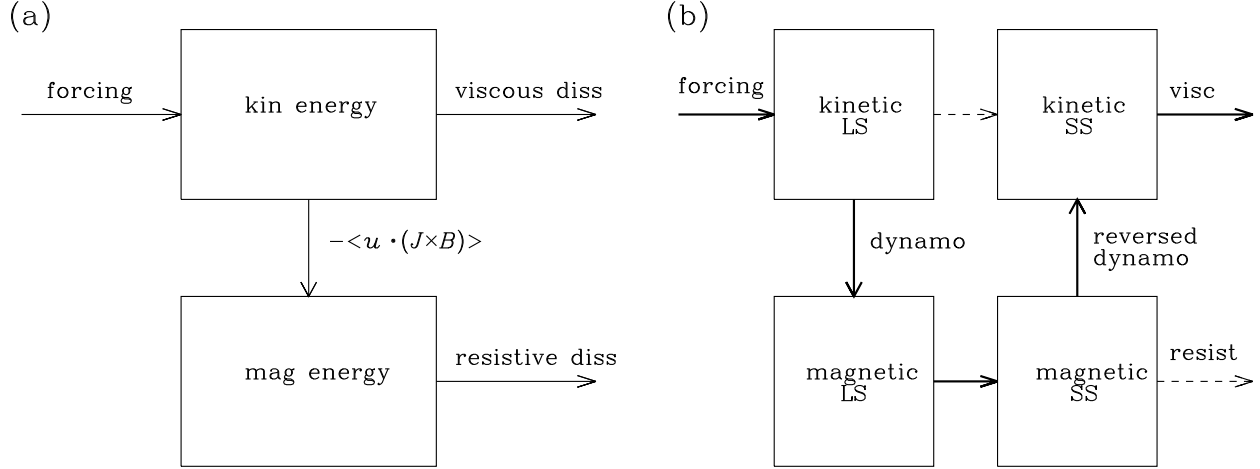 (a)
forcing
kin energy
viscous diss
−<u ·(J×B)>
mag energy
resistive diss
(b)
forcing
kinetic
LS
kinetic
SS
visc
dynamo
reversed
dynamo
magnetic
LS
magnetic
SS
resist